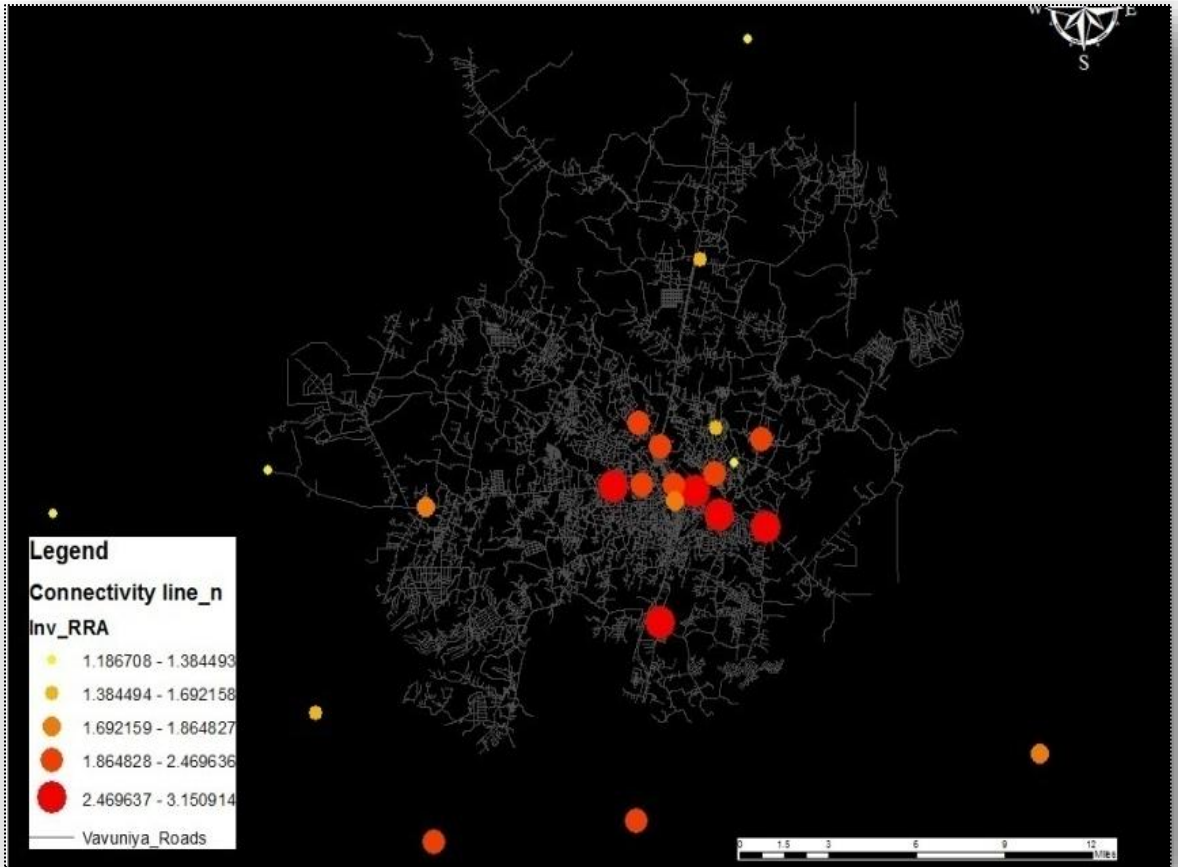 W E
S
Legend
Connectivity line_n
Inv_RRA
1.186708 - 1.384493
1.384494 - 1.692158
1.692159 - 1.864827
1.864828 - 2.469636
2.469637 - 3.150914
Vavuniya_Roads
0 1.5 3 6 9 12
Miles